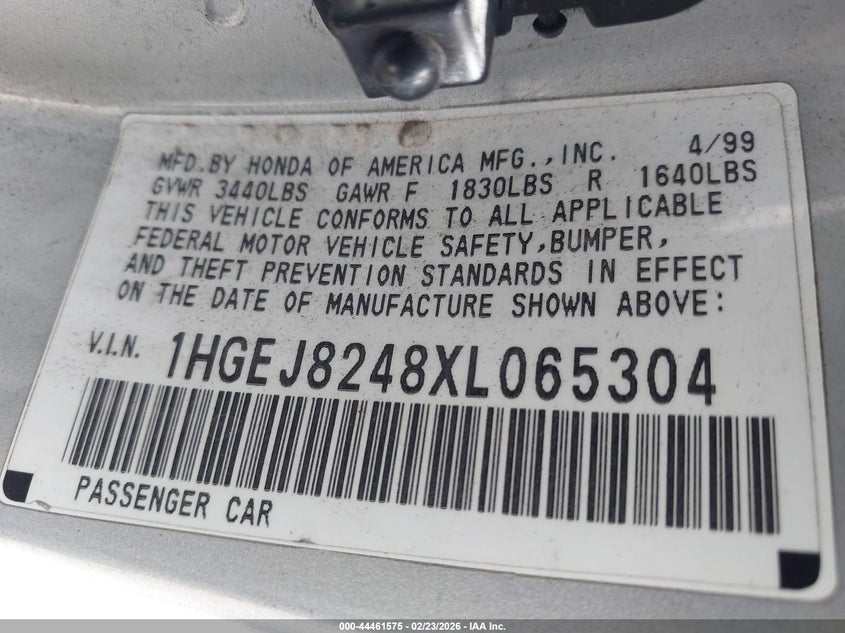 MFD.BY HONDA OF AMERICA MFG.,INC. 4/99
GVWR 3440LBS GAWR F 1830LBS R 1640LBS
THIS VEHICLE CONFORMS TO ALL APPLICABLE
FEDERAL MOTOR VEHICLE SAFETY,BUMPER,
AND THEFT PREVENTION STANDARDS IN EFFECT
ON THE DATE OF MANUFACTURE SHOWN ABOVE:
V.I.N. 1HGEJ8248XL065304
PASSENGER CAR
000-44461575 - 02/23/2026 - IAA Inc.